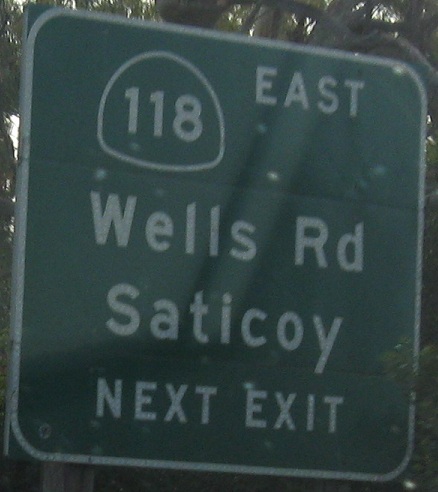 118 EAST
Wells Rd
Saticoy
NEXT EXIT